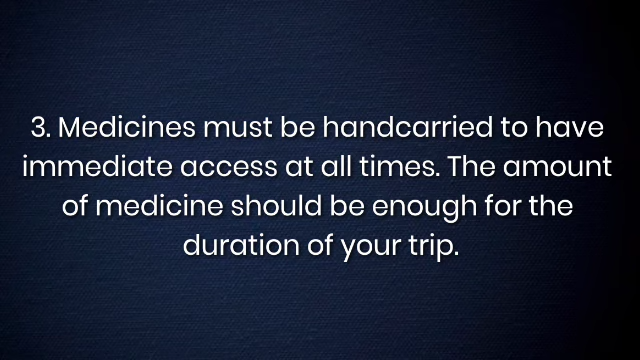 3. Medicines must be handcarried to have
immediate access at all times. The amount
of medicine should be enough for the
duration of your trip.